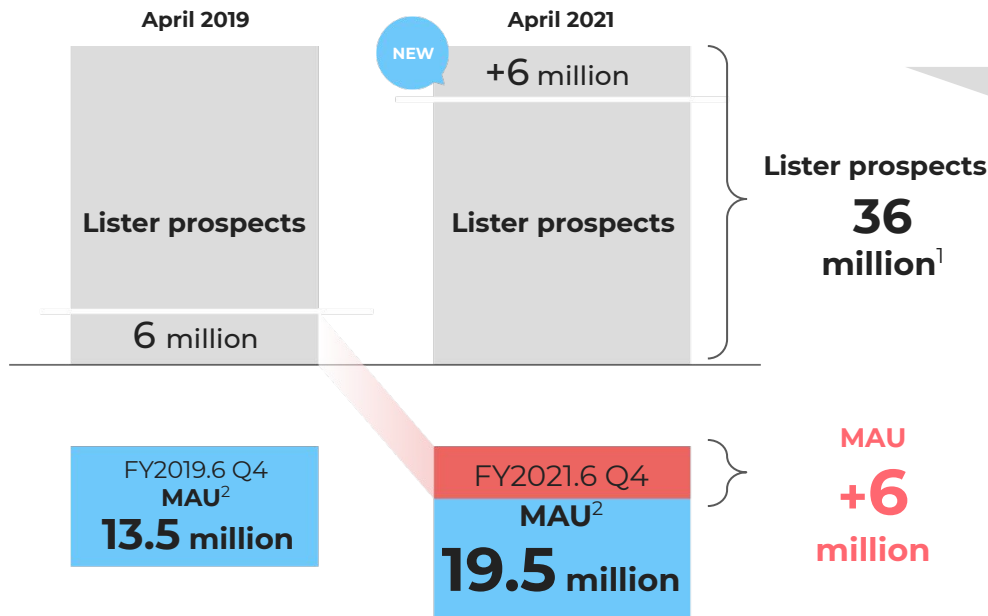 April 2019
Lister prospects
6 million
April 2021
NEW
+6 million
Lister prospects
Lister prospects
36
million1
FY2019.6 Q4
MAU2
13.5 million
FY2021.6 Q4
MAU2
19.5 million
MAU
+6
million